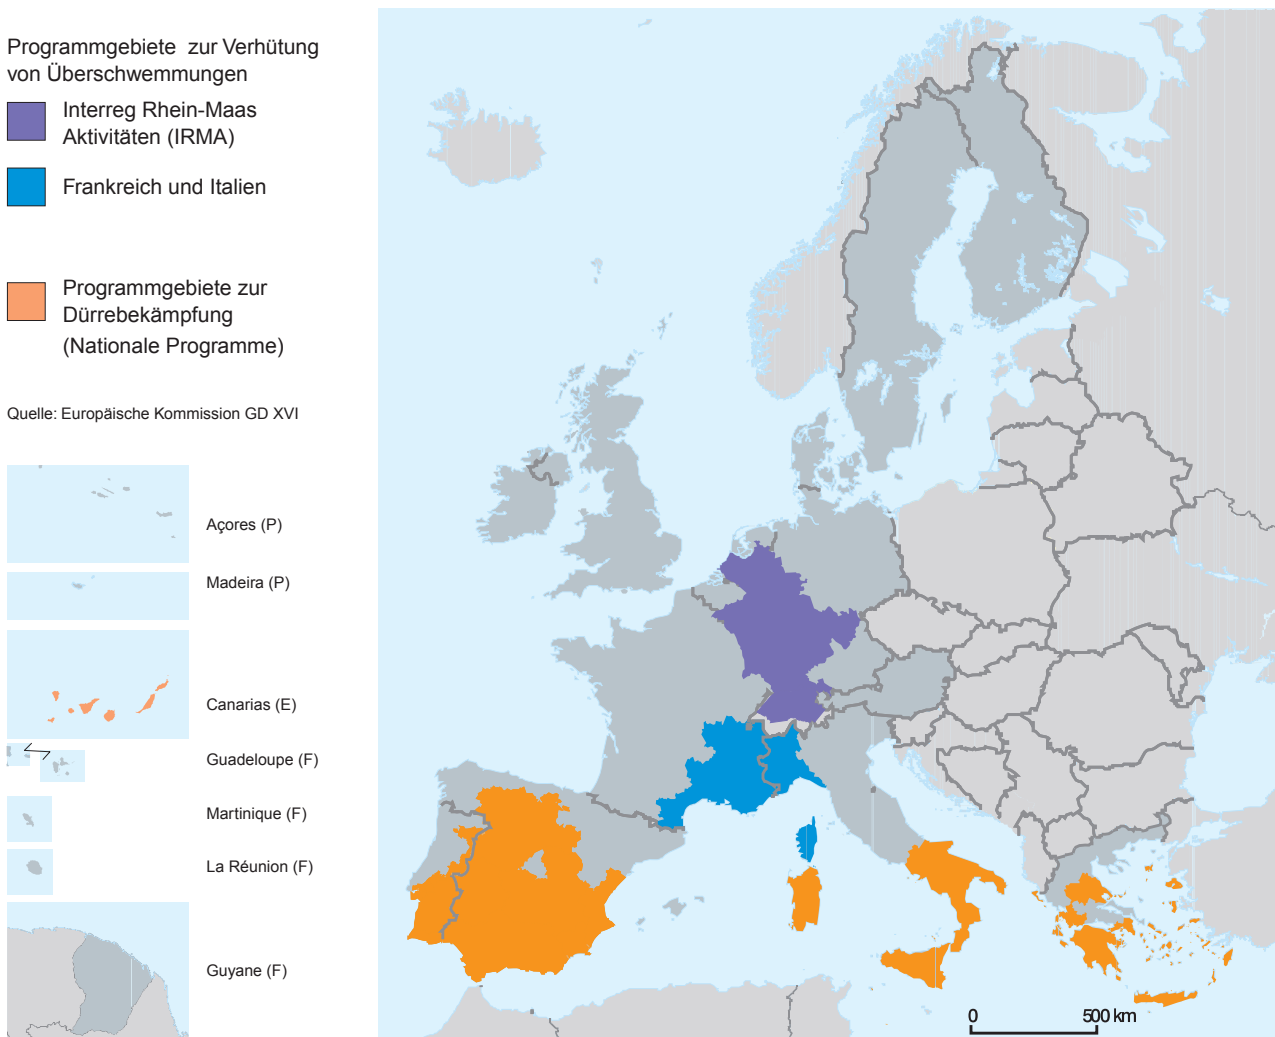 Programmgebiete zur Verhütung
von Überschwemmungen
Interreg Rhein-Maas
Aktivitäten (IRMA)
Frankreich und Italien
Programmgebiete zur
Dürrebekämpfung
(Nationale Programme)
Quelle: Europäische Kommission GD XVI
Açores (P)
Madeira (P)
Canarias (E)
Guadeloupe (F)
Martinique (F)
La Réunion (F)
Guyane (F)
0 500 km